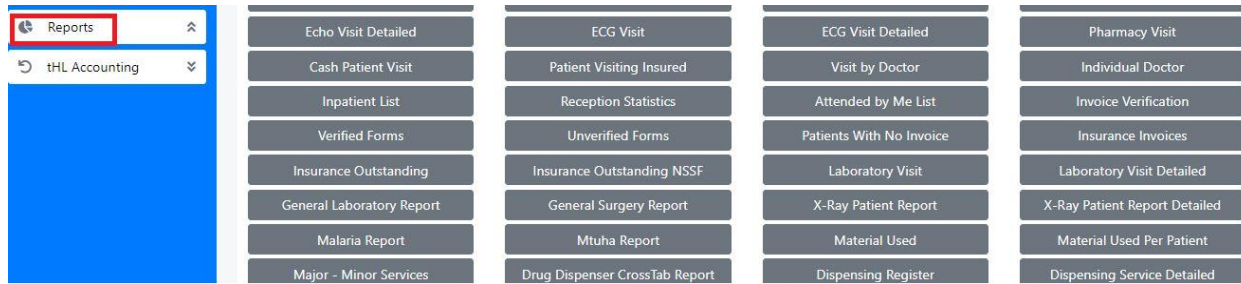 Reports
tHL Accounting
Echo Visit Detailed
ECG Visit
ECG Visit Detailed
Pharmacy Visit
Cash Patient Visit
Patient Visiting Insured
Visit by Doctor
Individual Doctor
Inpatient List
Reception Statistics
Attended by Me List
Invoice Verification
Verified Forms
Unverified Forms
Patients With No Invoice
Insurance Invoices
Insurance Outstanding
Insurance Outstanding NSSF
Laboratory Visit
Laboratory Visit Detailed
General Laboratory Report
General Surgery Report
X-Ray Patient Report
X-Ray Patient Report Detailed
Malaria Report
Mtuha Report
Material Used
Material Used Per Patient
Major - Minor Services
Drug Dispenser CrossTab Report
Dispensing Register
Dispensing Service Detailed